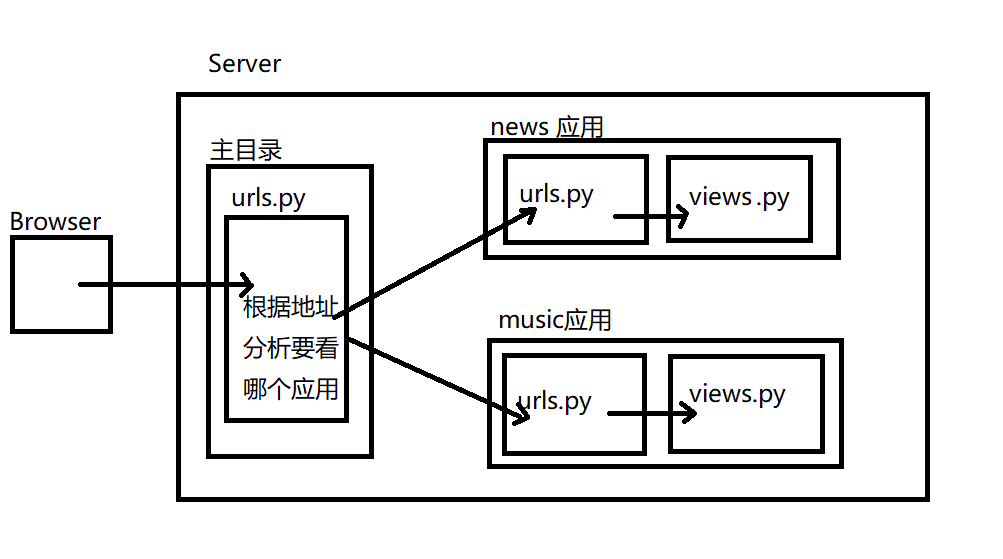 Server
Browser
主目录
urls.py
根据地址
分析要看
哪个应用
news 应用
urls.py
views.py
music应用
urls.py
views.py